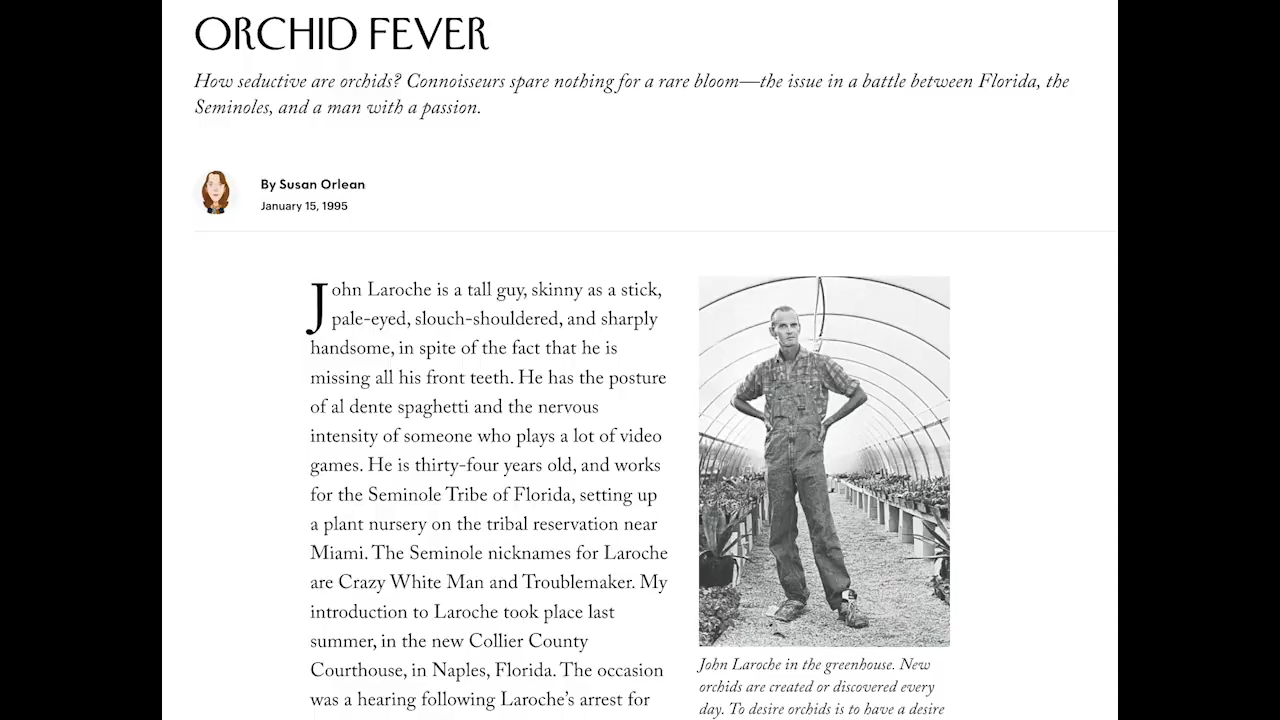 ORCHID FEVER
How seductive are orchids? Connoisseurs spare nothing for a rare bloom—the issue in a battle between Florida, the
Seminoles, and a man with a passion.
By Susan Orlean
January 15, 1995
John Laroche is a tall guy, skinny as a stick,
pale-eyed, slouch-shouldered, and sharply
handsome, in spite of the fact that he is
missing all his front teeth. He has the posture
of al dente spaghetti and the nervous
intensity of someone who plays a lot of video
games. He is thirty-four years old, and works
for the Seminole Tribe of Florida, setting up
a plant nursery on the tribal reservation near
Miami. The Seminole nicknames for Laroche
are Crazy White Man and Troublemaker. My
introduction to Laroche took place last
summer, in the new Collier County
Courthouse, in Naples, Florida. The occasion
was a hearing following Laroche’s arrest for
John Laroche in the greenhouse. New
orchids are created or discovered every
day. To desire orchids is to have a desire